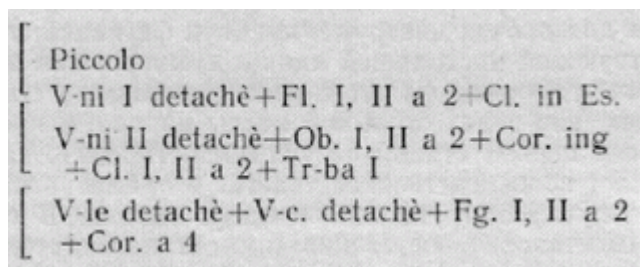 Piccolo
V-ni I detachè+Fl. I, II a 2+Cl. in Es.
V-ni II detachè+Ob. I, II a 2+Cor. ing
+Cl. I, II a 2+Tr-ba I
V-le detachè+V-c. detachè+Fg. I, II a 2
+Cor. a 4